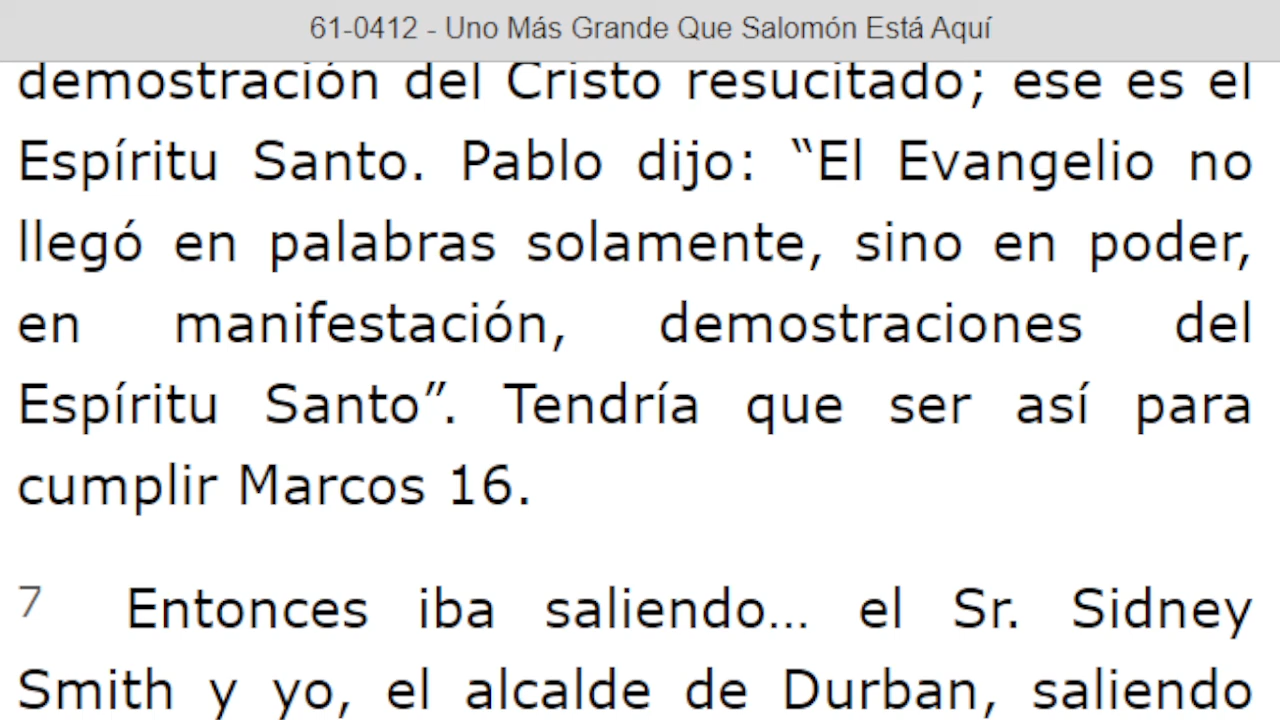 61-0412 - Uno Más Grande Que Salomón Está Aquí
demostración del Cristo resucitado; ese es el
Espíritu Santo. Pablo dijo: “El Evangelio no
llegó en palabras solamente, sino en poder,
en manifestación, demostraciones del
Espíritu Santo”. Tendría que ser así para
cumplir Marcos 16.
7 Entonces iba saliendo... el Sr. Sidney
Smith y yo, el alcalde de Durban, saliendo